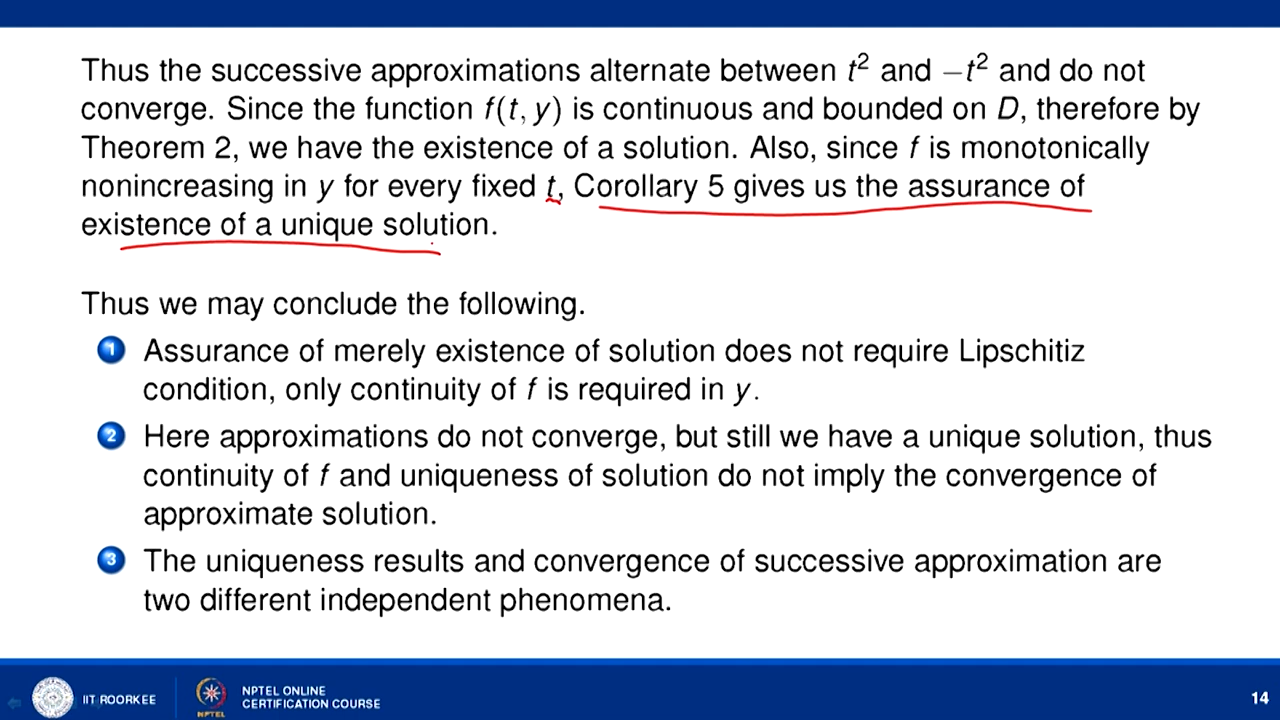 Thus the successive approximations alternate between t² and −t² and do not
converge. Since the function f(t, y) is continuous and bounded on D, therefore by
Theorem 2, we have the existence of a solution. Also, since f is monotonically
nonincreasing in y for every fixed t, Corollary 5 gives us the assurance of
existence of a unique solution.
Thus we may conclude the following.
1 Assurance of merely existence of solution does not require Lipschitiz
condition, only continuity of f is required in y.
2 Here approximations do not converge, but still we have a unique solution, thus
continuity of f and uniqueness of solution do not imply the convergence of
approximate solution.
3 The uniqueness results and convergence of successive approximation are
two different independent phenomena.
IIT ROORKEE
NPTEL
NPTEL ONLINE
CERTIFICATION COURSE
14